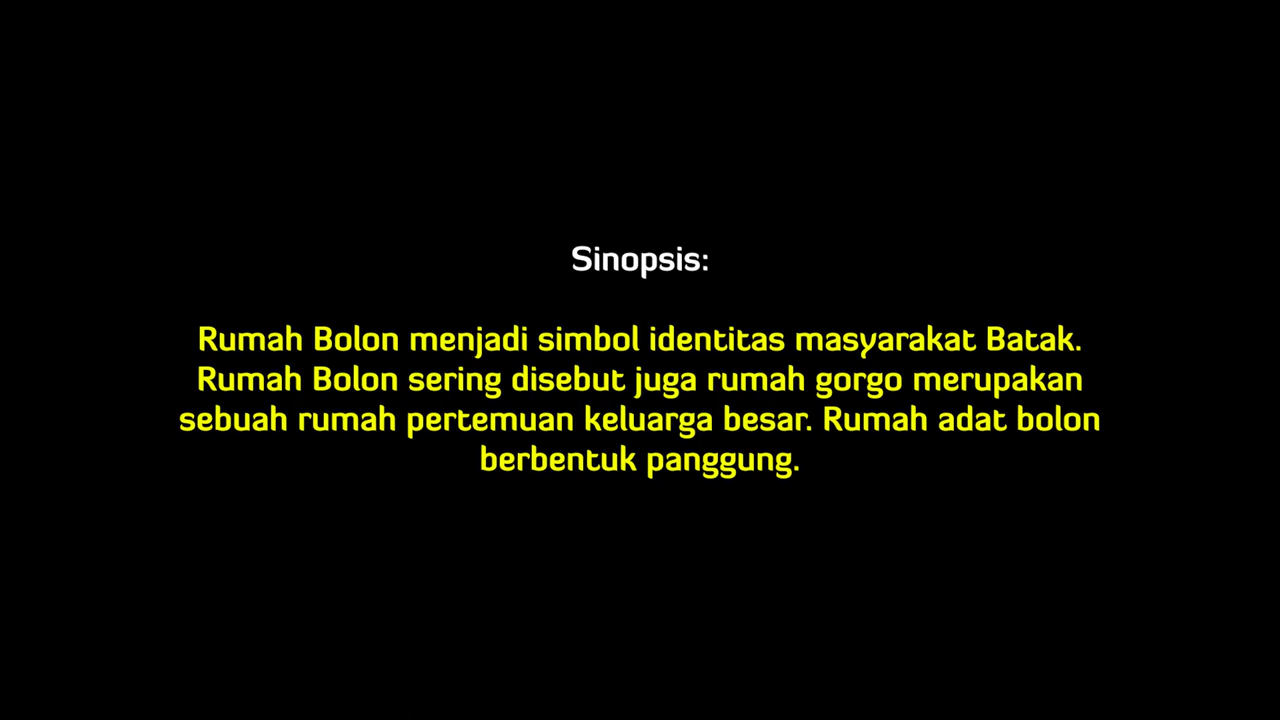 Sinopsis:
Rumah Bolon menjadi simbol identitas masyarakat Batak.
Rumah Bolon sering disebut juga rumah gorgo merupakan
sebuah rumah pertemuan keluarga besar. Rumah adat bolon
berbentuk panggung.